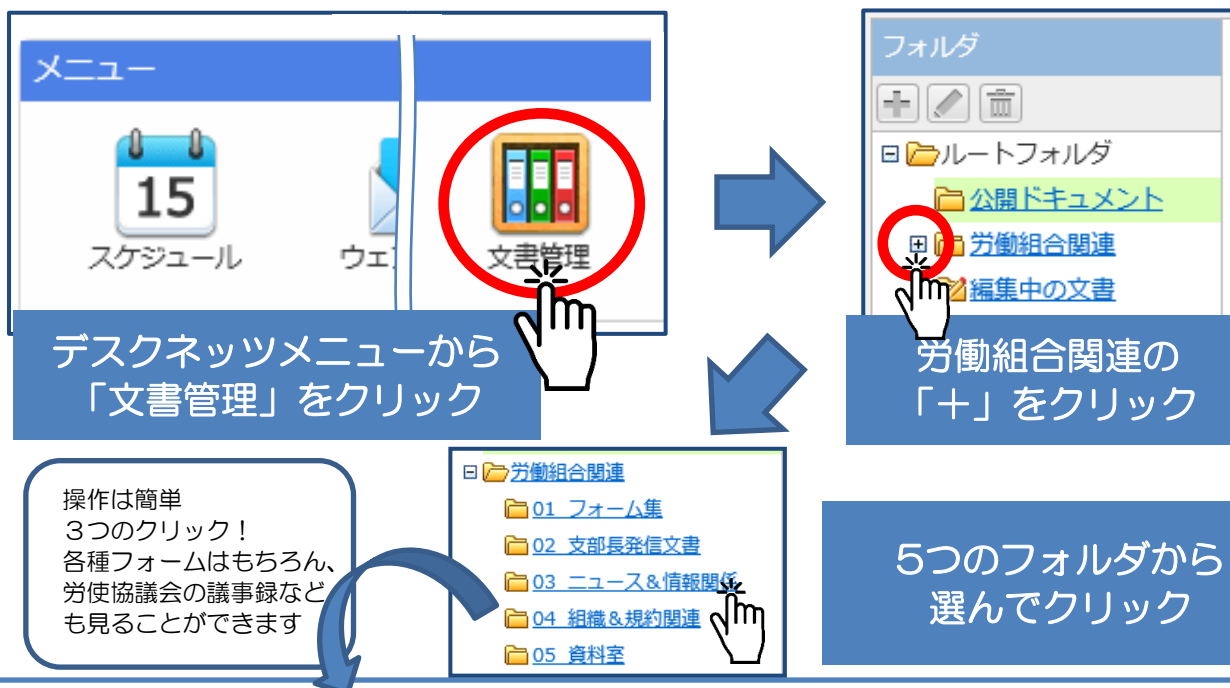 メニュー
15
スケジュール
ウェ
文書管理
デスクネッツメニューから
「文書管理」をクリック
フォルダ
ルートフォルダ
公開ドキュメント
労働組合関連
編集中の文書
労働組合関連の
「＋」をクリック
操作は簡単
３つのクリック！
各種フォームはもちろん、
労使協議会の議事録など
も見ることができます
労働組合関連
01 フォーム集
02 支部長発信文書
03 ニュース＆情報関係
04 組織＆規約関連
05 資料室
5つのフォルダから
選んでクリック